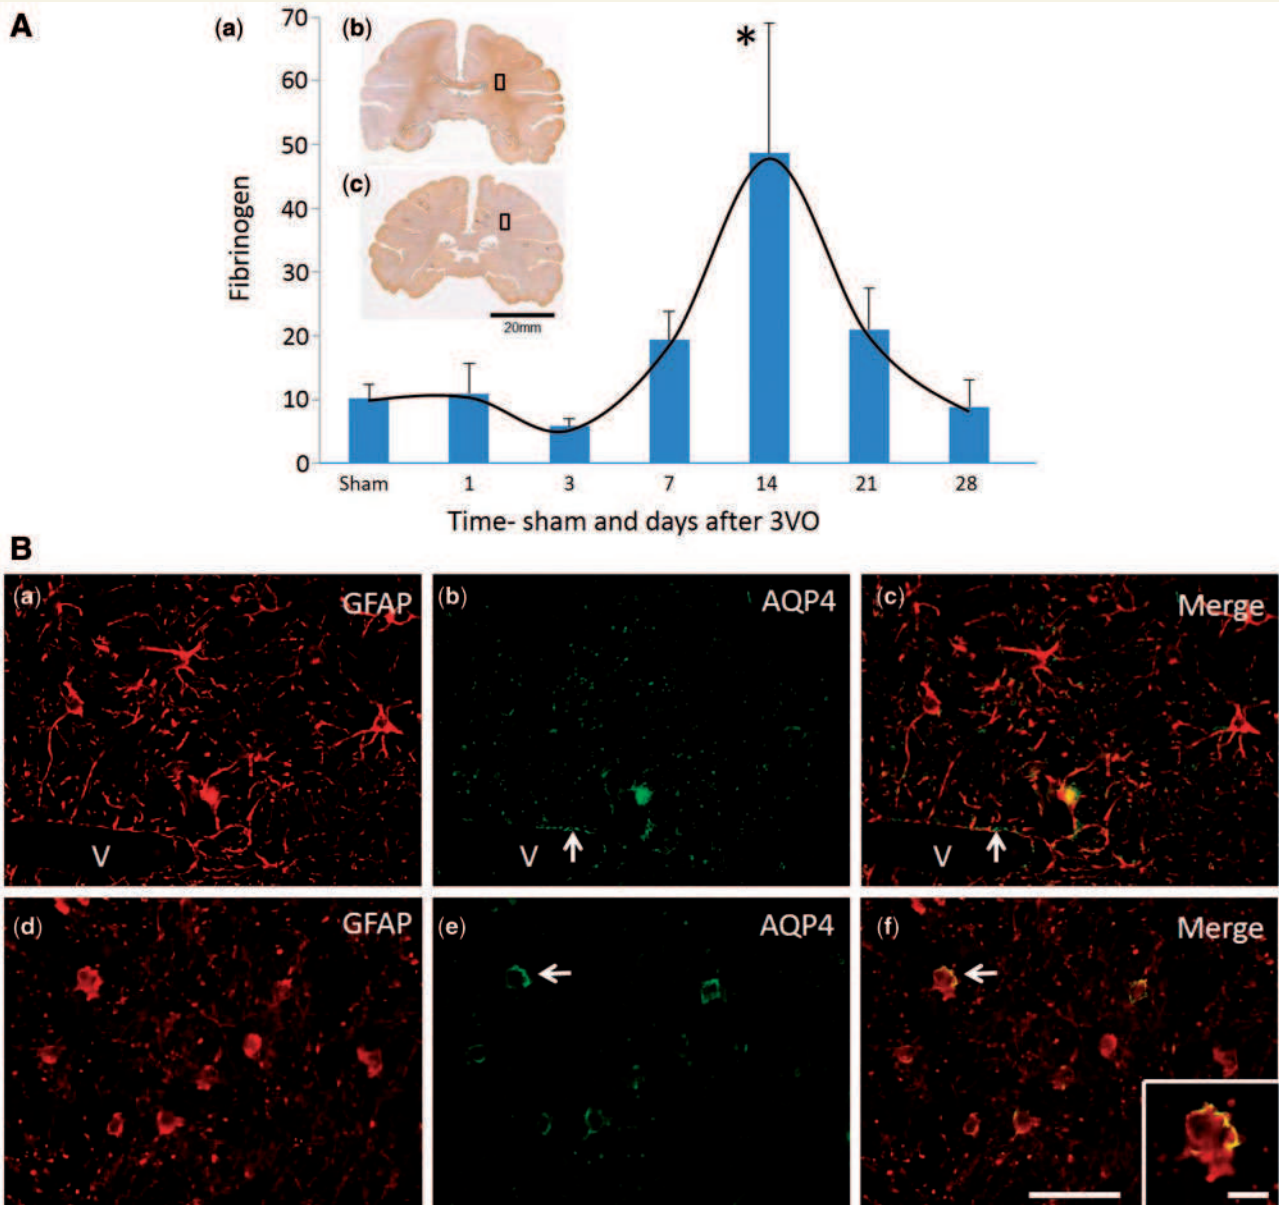 A
(a)
(b)
(c)
20mm
Fibrinogen
70
60
50
40
30
20
10
0
*
Sham 1 3 7 14 21 28
Time- sham and days after 3VO
B
(a) GFAP
V
(b) AQP4
V
(c) Merge
V
(d) GFAP
(e) AQP4
(f) Merge